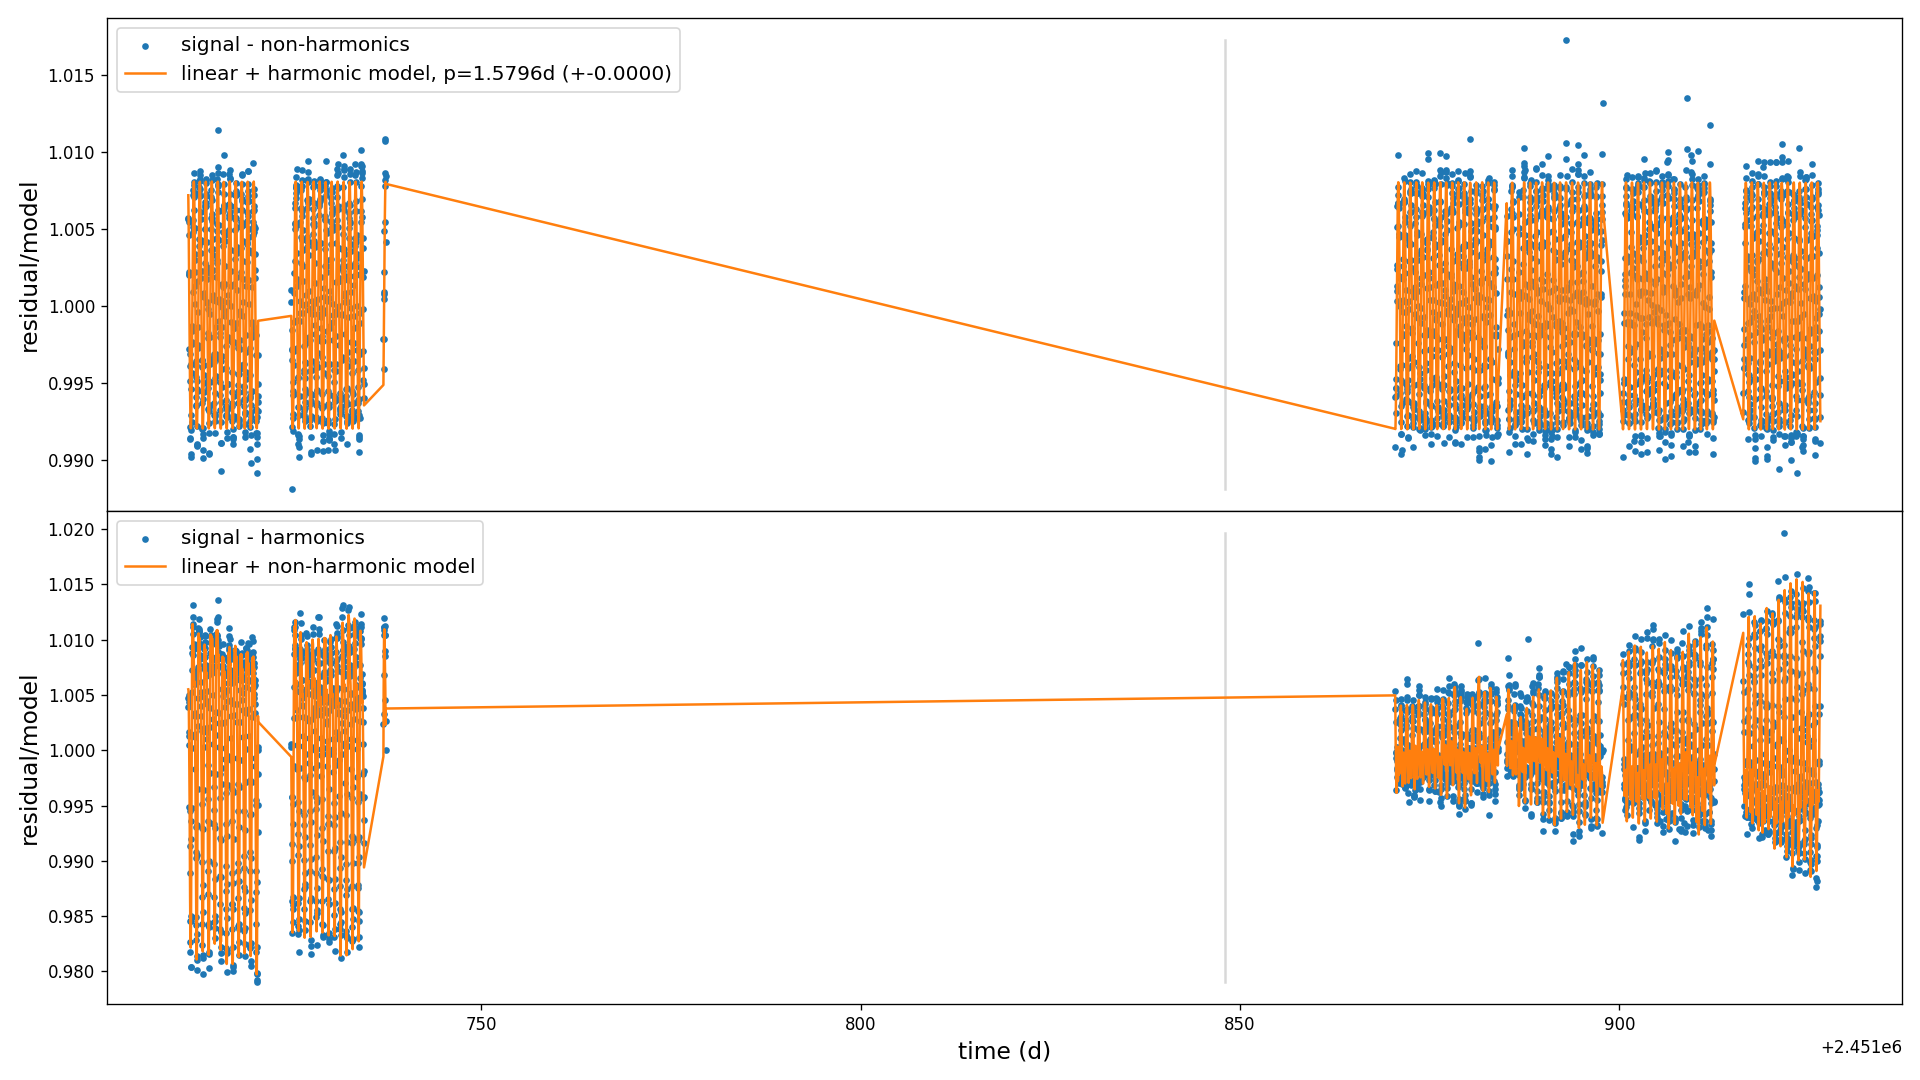 signal - non-harmonics
linear + harmonic model, p=1.5796d (+-0.0000)
residual/model
1.015
1.010
1.005
1.000
0.995
0.990
signal - harmonics
linear + non-harmonic model
residual/model
1.020
1.015
1.010
1.005
1.000
0.995
0.990
0.985
0.980
750
800
850
900
time (d)
+2.451e6